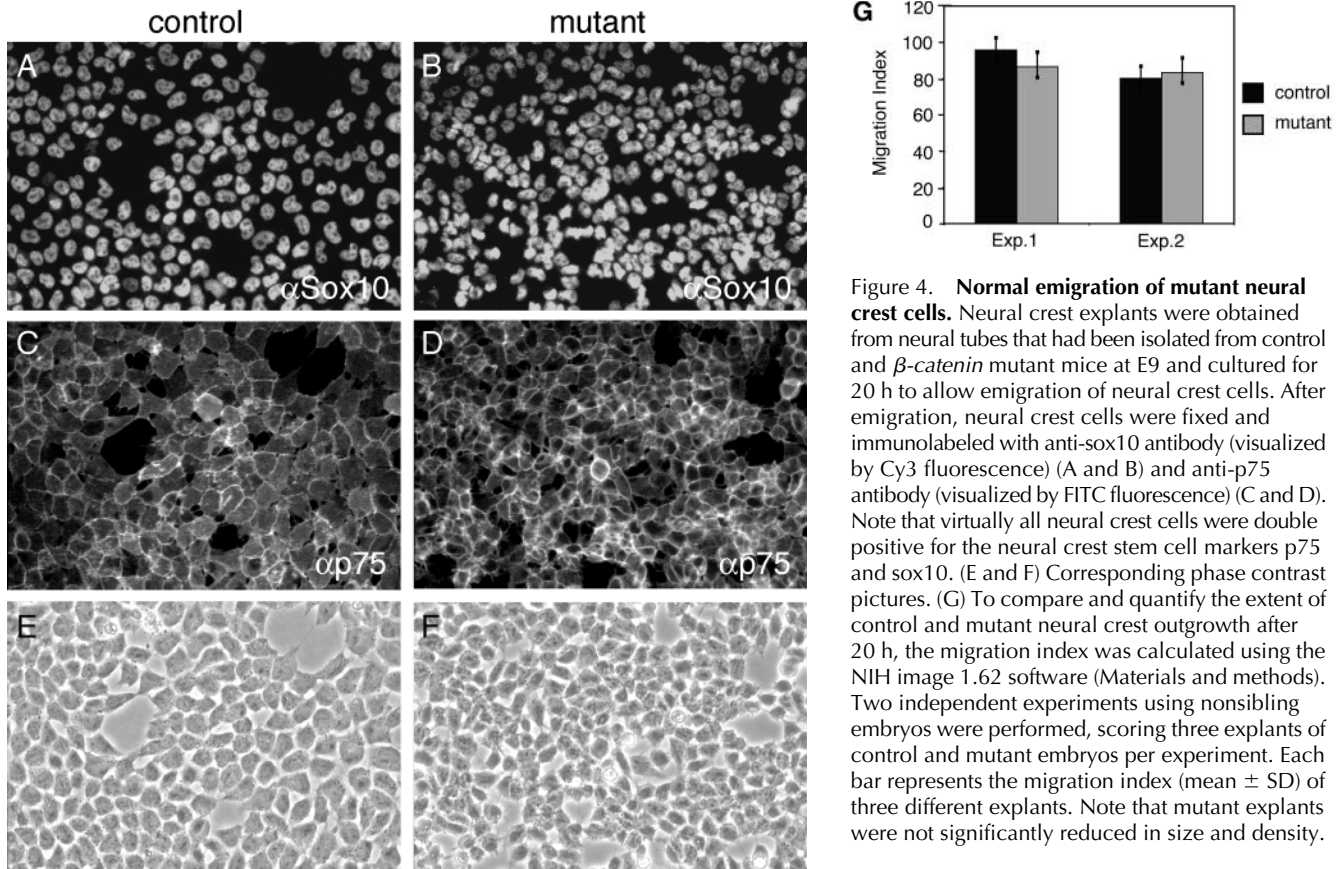 control
mutant
A
αSox10
B
αSox10
C
αp75
D
αp75
E
F
G
120
100
80
60
40
20
0
Migration Index
Exp.1
Exp.2
control
mutant
Figure 4. Normal emigration of mutant neural
crest cells. Neural crest explants were obtained
from neural tubes that had been isolated from control
and β-catenin mutant mice at E9 and cultured for
20 h to allow emigration of neural crest cells. After
emigration, neural crest cells were fixed and
immunolabeled with anti-sox10 antibody (visualized
by Cy3 fluorescence) (A and B) and anti-p75
antibody (visualized by FITC fluorescence) (C and D).
Note that virtually all neural crest cells were double
positive for the neural crest stem cell markers p75
and sox10. (E and F) Corresponding phase contrast
pictures. (G) To compare and quantify the extent of
control and mutant neural crest outgrowth after
20 h, the migration index was calculated using the
NIH image 1.62 software (Materials and methods).
Two independent experiments using nonsibling
embryos were performed, scoring three explants of
control and mutant embryos per experiment. Each
bar represents the migration index (mean ± SD) of
three different explants. Note that mutant explants
were not significantly reduced in size and density.